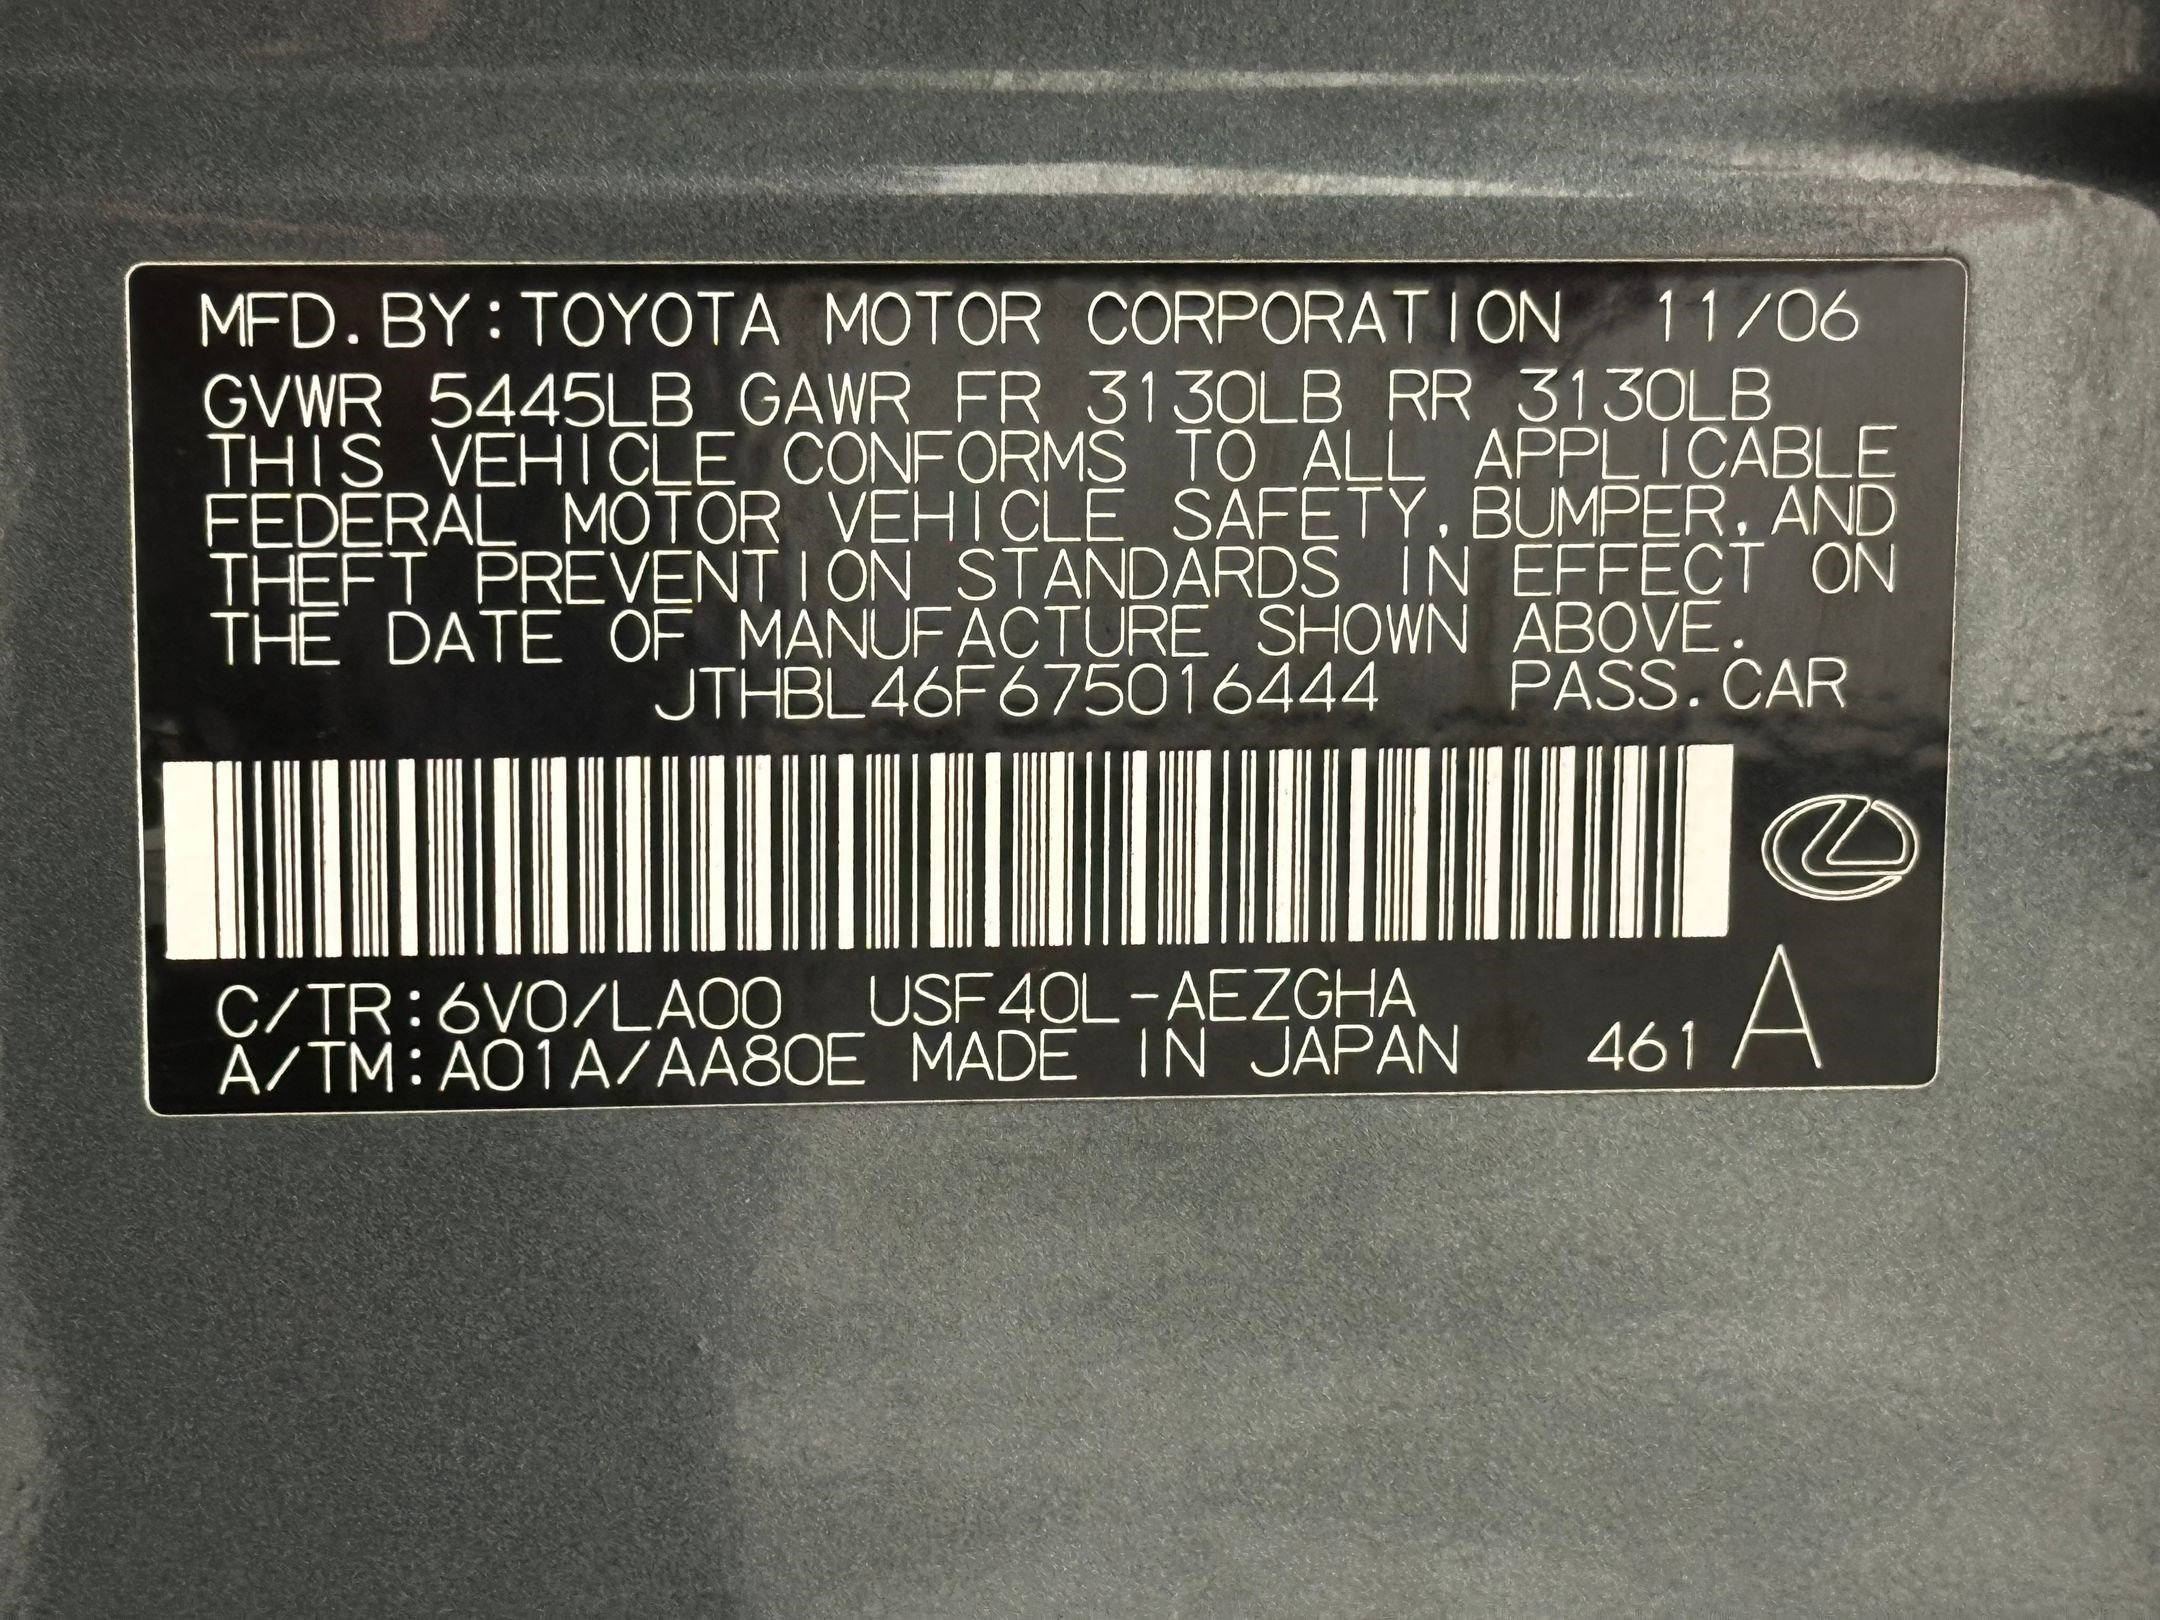 MFD.BY:TOYOTA MOTOR CORPORATION 11/06
GVWR 5445LB GAWR FR 3130LB RR 3130LB
THIS VEHICLE CONFORMS TO ALL APPLICABLE
FEDERAL MOTOR VEHICLE SAFETY,BUMPER,AND
THEFT PREVENTION STANDARDS IN EFFECT ON
THE DATE OF MANUFACTURE SHOWN ABOVE.
JTHBL46F675016444 PASS.CAR
C/TR:6V0/LA00 USF40L-AEZGHA
A/TM:A01A/AA80E MADE IN JAPAN 461 A